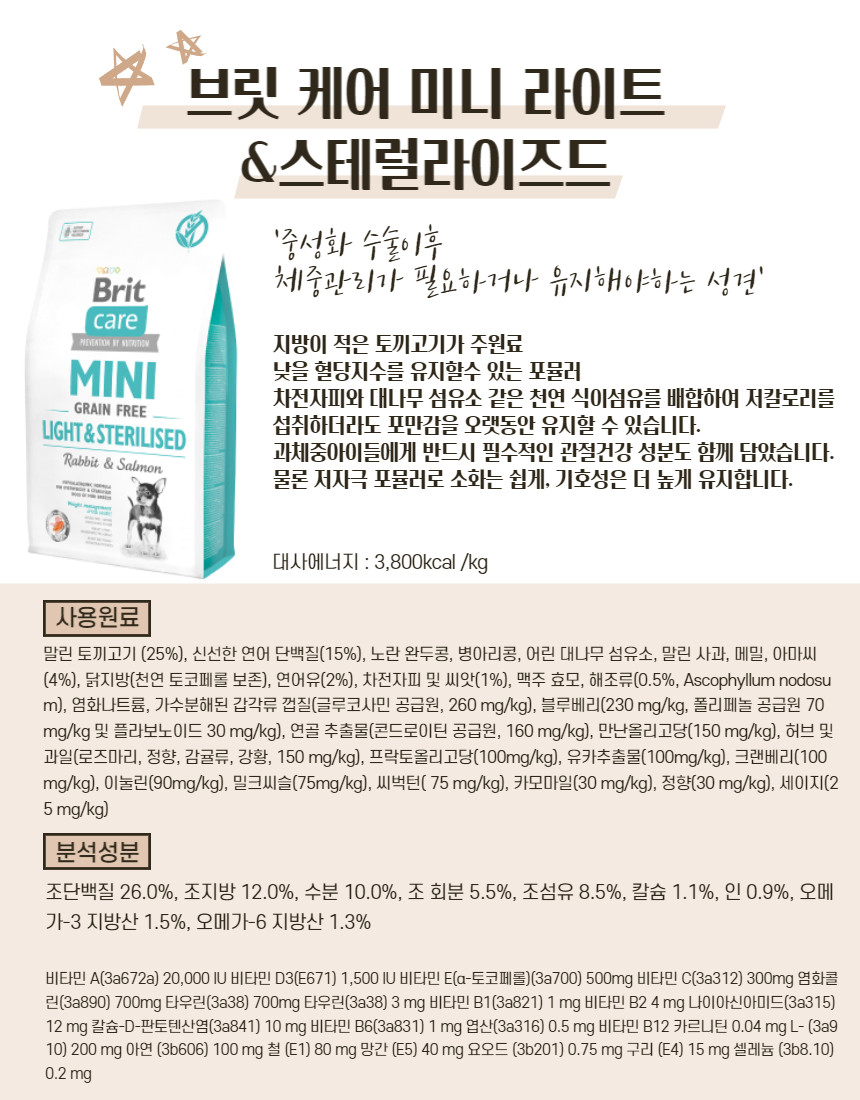 브릿 케어 미니 라이트
&스테럴라이즈드
'중성화 수술이후
체중관리가 필요하거나 유지해야하는 성견'
Brit
care
PREVENTION BY NUTRITION
MINI
GRAIN FREE
LIGHT & STERILISED
Rabbit & Salmon
지방이 적은 토끼고기가 주원료
낮을 혈당지수를 유지할수 있는 포뮬러
차전자피와 대나무 섬유소 같은 천연 식이섬유를 배합하여 저칼로리를
섭취하더라도 포만감을 오랫동안 유지할 수 있습니다.
과체중아이들에게 반드시 필수적인 관절건강 성분도 함께 담았습니다.
물론 저자극 포뮬러로 소화는 쉽게, 기호성은 더 높게 유지합니다.
대사에너지 : 3,800kcal /kg
사용원료
말린 토끼고기 (25%), 신선한 연어 단백질(15%), 노란 완두콩, 병아리콩, 어린 대나무 섬유소, 말린 사과, 메밀, 아마씨
(4%), 닭지방(천연 토코페롤 보존), 연어유(2%), 차전자피 및 씨앗(1%), 맥주 효모, 해조류(0.5%, Ascophyllum nodosu
m), 염화나트륨, 가수분해된 갑각류 껍질(글루코사민 공급원, 260 mg/kg), 블루베리(230 mg/kg, 폴리페놀 공급원 70
mg/kg 및 플라보노이드 30 mg/kg), 연골 추출물(콘드로이틴 공급원, 160 mg/kg), 만난올리고당(150 mg/kg), 허브 및
과일(로즈마리, 정향, 감귤류, 강황, 150 mg/kg), 프락토올리고당(100mg/kg), 유카추출물(100mg/kg), 크랜베리(100
mg/kg), 이눌린(90mg/kg), 밀크씨슬(75mg/kg), 씨벅턴( 75 mg/kg), 카모마일(30 mg/kg), 정향(30 mg/kg), 세이지(2
5 mg/kg)
분석성분
조단백질 26.0%, 조지방 12.0%, 수분 10.0%, 조 회분 5.5%, 조섬유 8.5%, 칼슘 1.1%, 인 0.9%, 오메
가-3 지방산 1.5%, 오메가-6 지방산 1.3%
비타민 A(3a672a) 20,000 IU 비타민 D3(E671) 1,500 IU 비타민 E(α-토코페롤)(3a700) 500mg 비타민 C(3a312) 300mg 염화콜
린(3a890) 700mg 타우린(3a38) 700mg 타우린(3a38) 3 mg 비타민 B1(3a821) 1 mg 비타민 B2 4 mg 나이아신아미드(3a315)
12 mg 칼슘-D-판토텐산염(3a841) 10 mg 비타민 B6(3a831) 1 mg 엽산(3a316) 0.5 mg 비타민 B12 카르니틴 0.04 mg L- (3a9
10) 200 mg 아연 (3b606) 100 mg 철 (E1) 80 mg 망간 (E5) 40 mg 요오드 (3b201) 0.75 mg 구리 (E4) 15 mg 셀레늄 (3b8.10)
0.2 mg